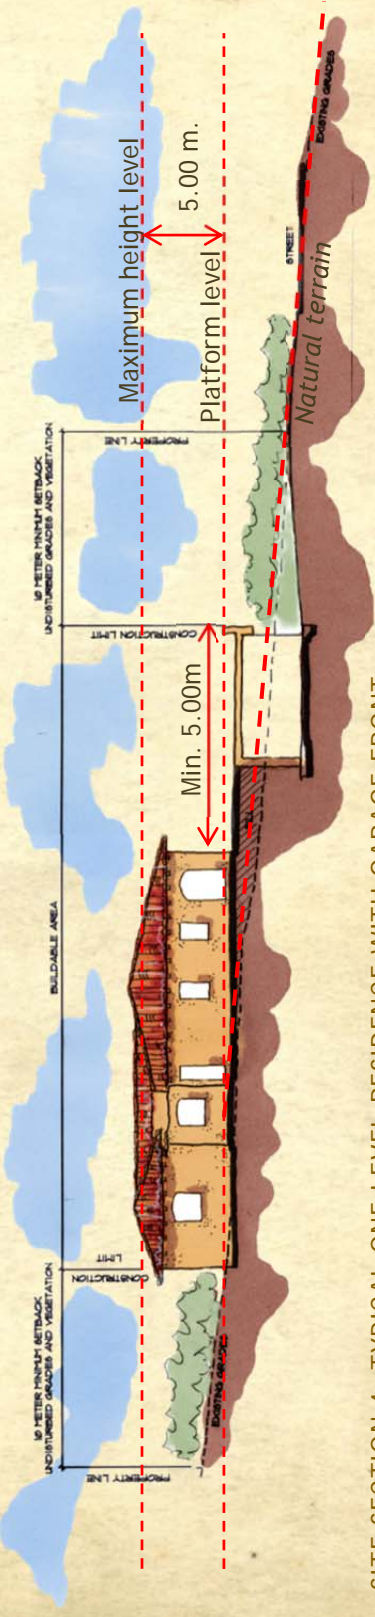 10 METER MINIMUM SETBACK
UNDISTURBED GRADES AND VEGETATION
BUILDABLE AREA
10 METER MINIMUM SETBACK
UNDISTURBED GRADES AND VEGETATION
PROPERTY LINE
CONSTRUCTION
LIMIT
CONSTRUCTION LIMIT
PROPERTY LINE
Maximum height level
5.00 m.
Platform level
Min. 5.00m
EXISTING GRADES
STREET
Natural terrain
EXISTING GRADES
SITE SECTION A TYPICAL ONE LEVEL RESIDENCE WITH GARAGE FRONT